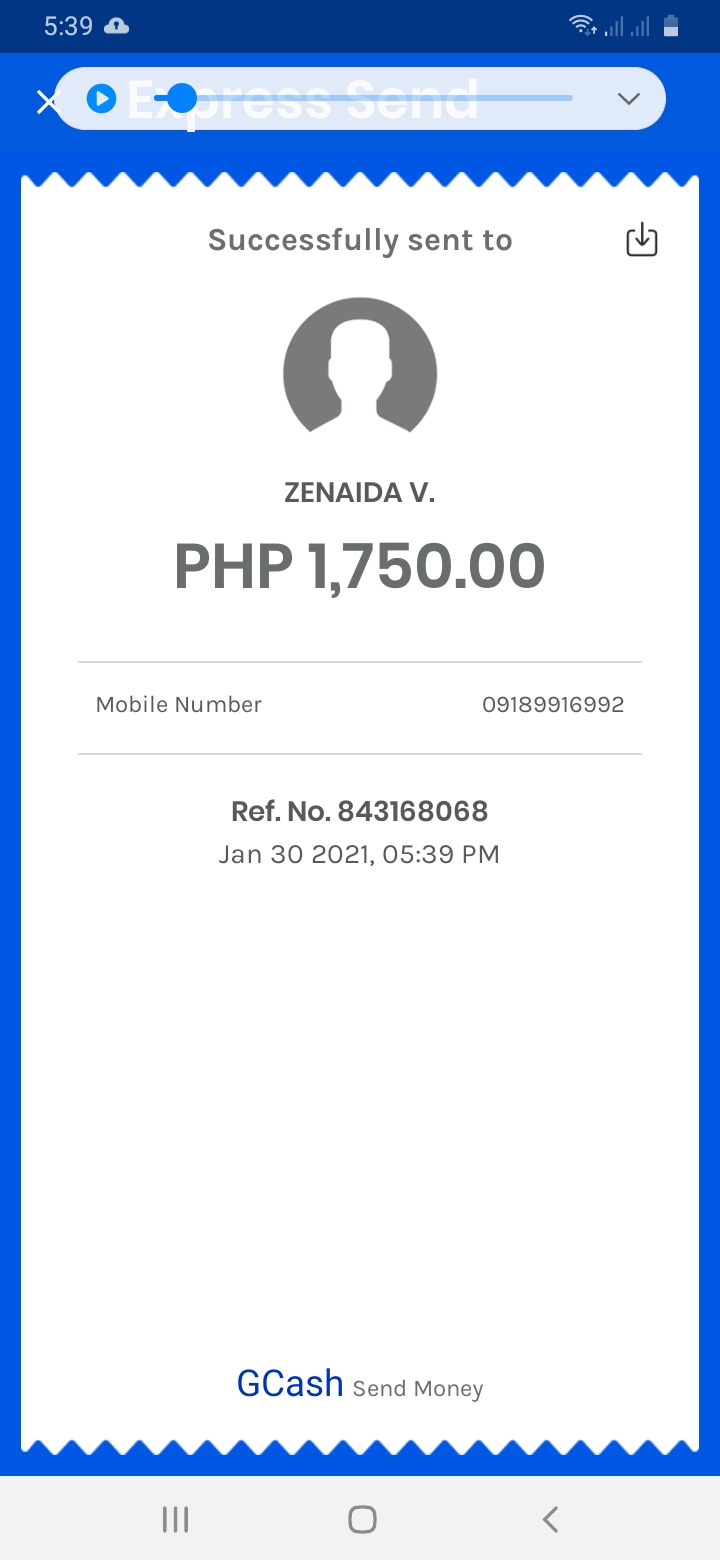 5:39
Express Send
Successfully sent to
ZENAIDA V.
PHP 1,750.00
Mobile Number 09189916992
Ref. No. 843168068
Jan 30 2021, 05:39 PM
GCash Send Money